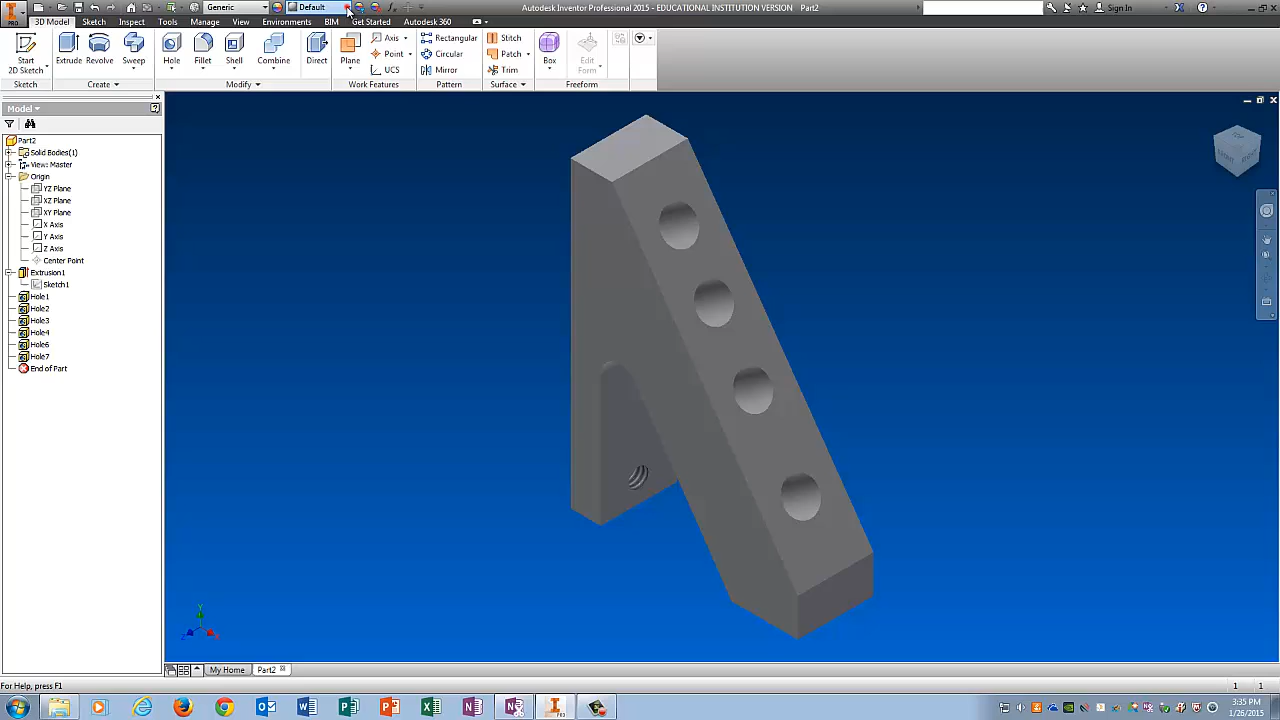 Generic Default Autodesk Inventor Professional 2015 - EDUCATIONAL INSTITUTION VERSION Part2 Sign In
PRO 3D Model Sketch Inspect Tools Manage View Environments BIM Get Started Autodesk 360
Start
2D Sketch
Extrude Revolve Sweep
Hole Fillet Shell Combine
Direct
Plane
Axis
Point
UCS
Rectangular
Circular
Mirror
Stitch
Patch
Trim
Box
Edit
Form
Sketch Create Modify Work Features Pattern Surface Freeform
Model
Part2
Solid Bodies(1)
View: Master
Origin
YZ Plane
XZ Plane
XY Plane
X Axis
Y Axis
Z Axis
Center Point
Extrusion1
Sketch1
Hole1
Hole2
Hole3
Hole4
Hole6
Hole7
End of Part
My Home Part2
For Help, press F1 1 1
3:35 PM
1/26/2015